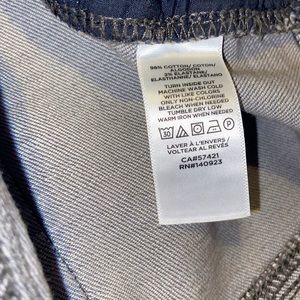 98% COTTON/ COTON/
ALGODON
2% ELASTANE/
ELASTHANNE/ ELASTANO
TURN INSIDE OUT
MACHINE WASH COLD
WITH LIKE COLORS
ONLY NON-CHLORINE
BLEACH WHEN NEEDED
TUMBLE DRY LOW
WARM IRON WHEN NEEDED
30
P
LAVER À L'ENVERS /
VOLTEAR AL REVÉS
CA#57421
RN#140923